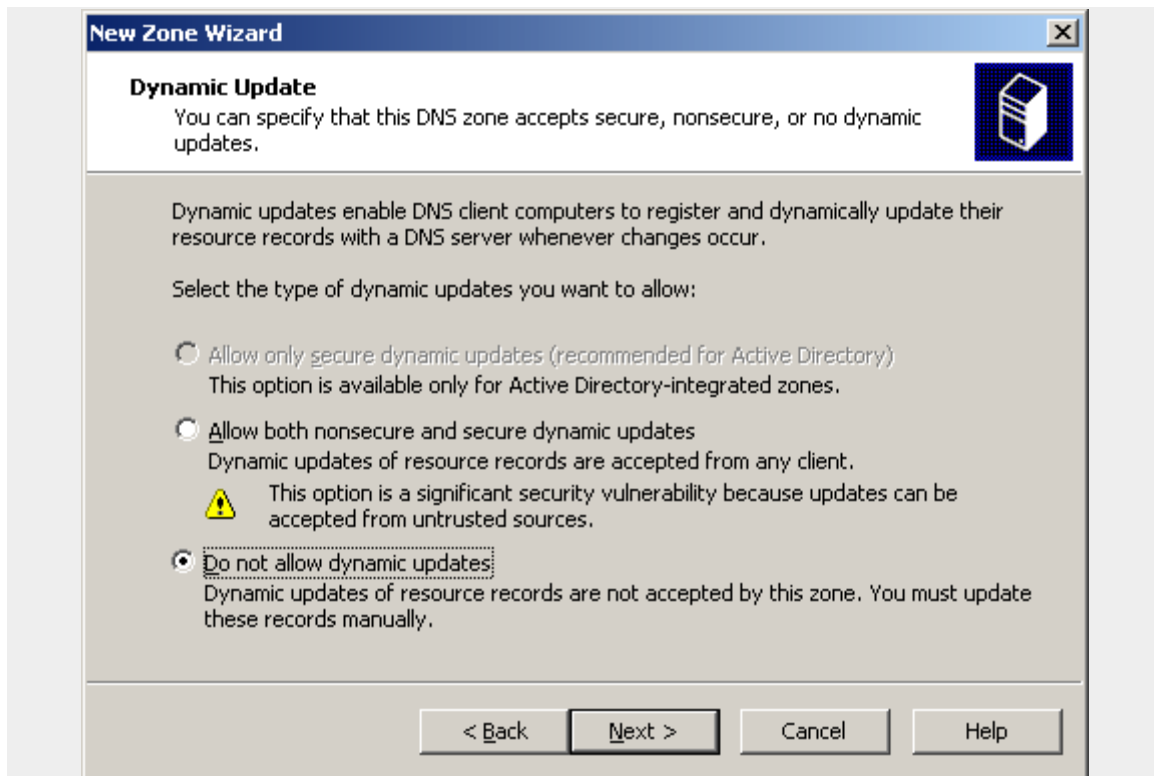 New Zone Wizard
Dynamic Update
You can specify that this DNS zone accepts secure, nonsecure, or no dynamic
updates.
Dynamic updates enable DNS client computers to register and dynamically update their
resource records with a DNS server whenever changes occur.
Select the type of dynamic updates you want to allow:
Allow only secure dynamic updates (recommended for Active Directory)
This option is available only for Active Directory-integrated zones.
Allow both nonsecure and secure dynamic updates
Dynamic updates of resource records are accepted from any client.
This option is a significant security vulnerability because updates can be
accepted from untrusted sources.
Do not allow dynamic updates
Dynamic updates of resource records are not accepted by this zone. You must update
these records manually.
< Back Next > Cancel Help